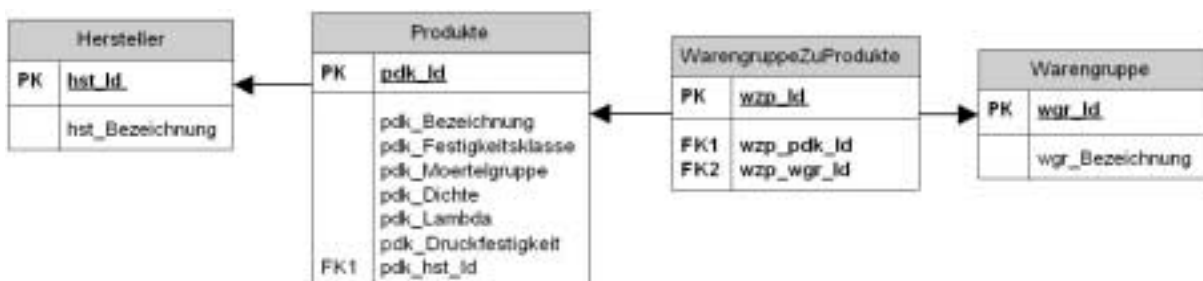 Hersteller
PK hst_Id
hst_Bezeichnung
Produkte
PK pdk_Id
pdk_Bezeichnung
pdk_Festigkeitsklasse
pdk_Moertelgruppe
pdk_Dichte
pdk_Lambda
pdk_Druckfestigkeit
FK1 pdk_hst_Id
WarengruppeZuProdukte
PK wzp_Id
FK1 wzp_pdk_Id
FK2 wzp_wgr_Id
Warengruppe
PK wgr_Id
wgr_Bezeichnung